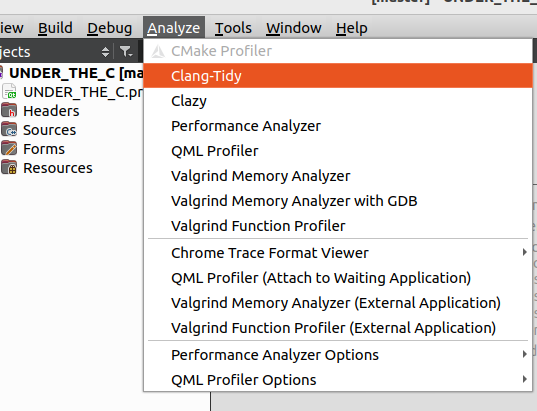 iew Build Debug Analyze Tools Window Help
jects
CMake Profiler
UNDER_THE_C [ma
Clang-Tidy
UNDER_THE_C.pr
Clazy
Headers
Performance Analyzer
Sources
QML Profiler
Forms
Valgrind Memory Analyzer
Resources
Valgrind Memory Analyzer with GDB
Valgrind Function Profiler
Chrome Trace Format Viewer
QML Profiler (Attach to Waiting Application)
Valgrind Memory Analyzer (External Application)
Valgrind Function Profiler (External Application)
Performance Analyzer Options
QML Profiler Options